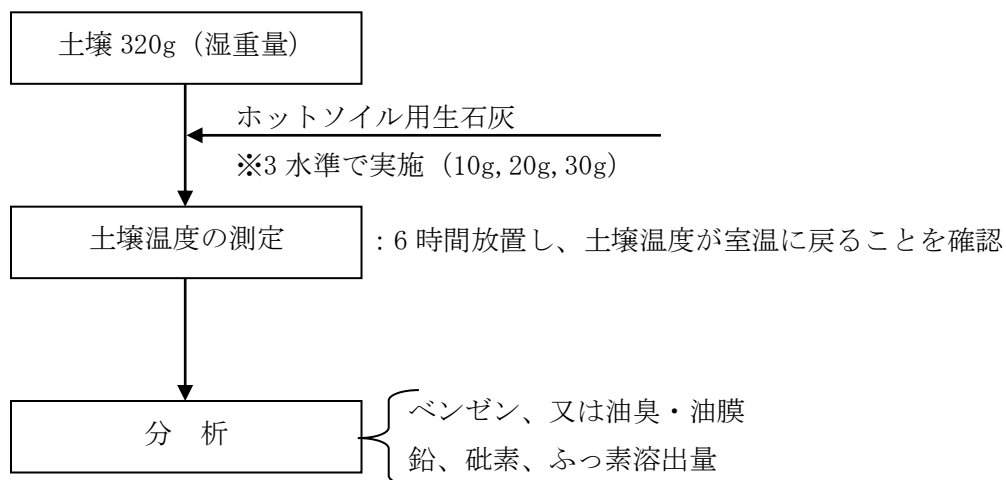 土壌 320g（湿重量）
ホットソイル用生石灰
※3 水準で実施（10g, 20g, 30g）
土壌温度の測定
：6 時間放置し、土壌温度が室温に戻ることを確認
分　析
ベンゼン、又は油臭・油膜
鉛、砒素、ふっ素溶出量